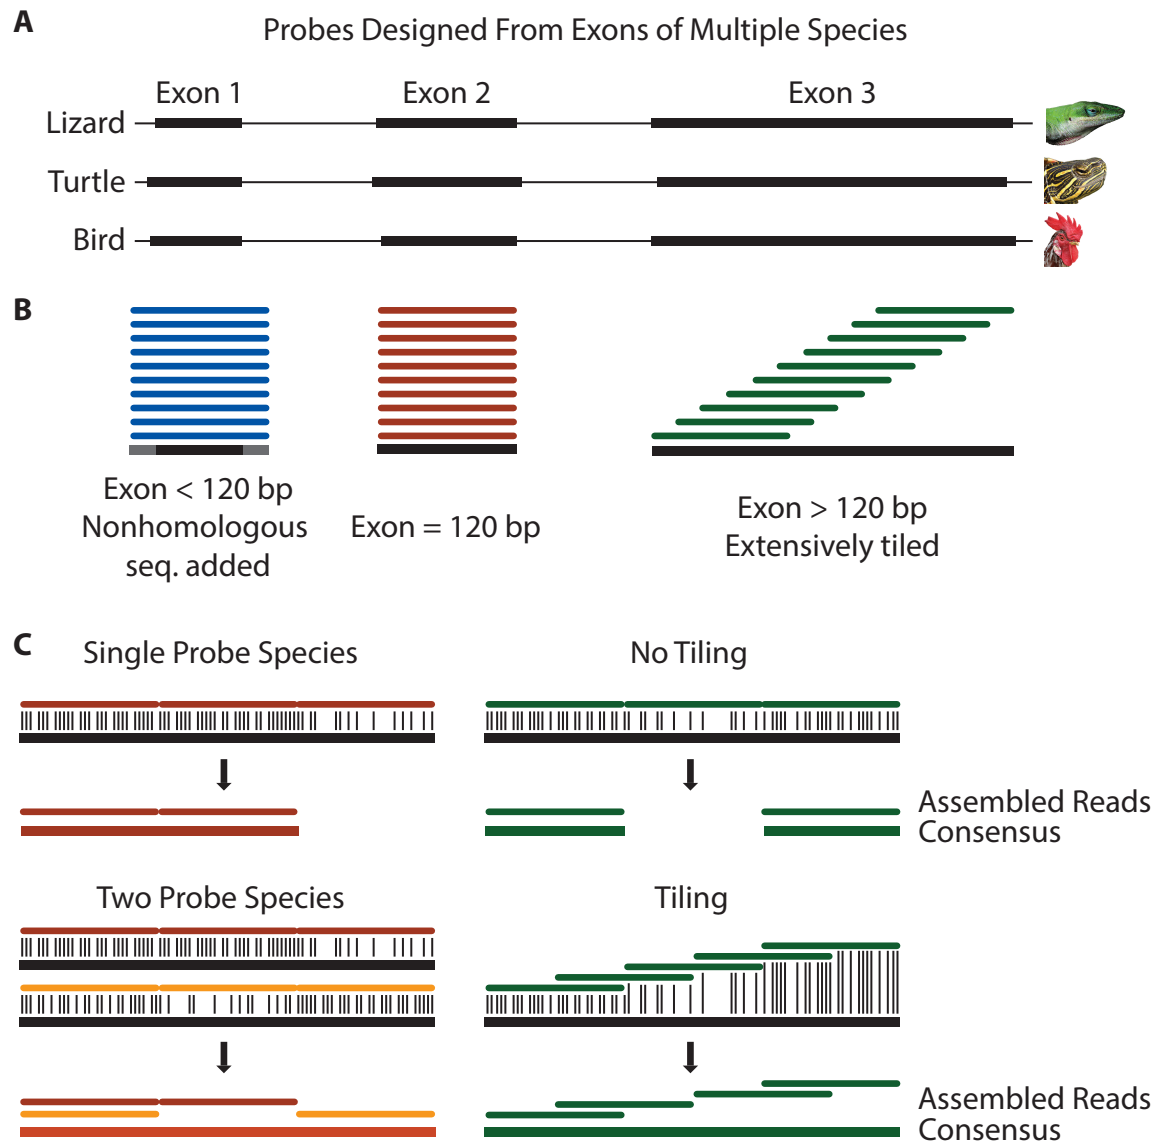 A
Probes Designed From Exons of Multiple Species
Exon 1
Exon 2
Exon 3
Lizard
Turtle
Bird
B
Exon < 120 bp
Nonhomologous
seq. added
Exon = 120 bp
Exon > 120 bp
Extensively tiled
C
Single Probe Species
No Tiling
Assembled Reads
Consensus
Two Probe Species
Tiling
Assembled Reads
Consensus